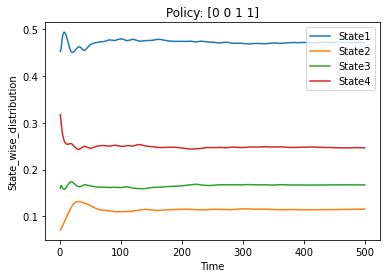 Policy: [0 0 1 1]
State1
State2
State3
State4
0.5
0.4
0.3
0.2
0.1
State_wise_distribution
0 100 200 300 400 500
Time